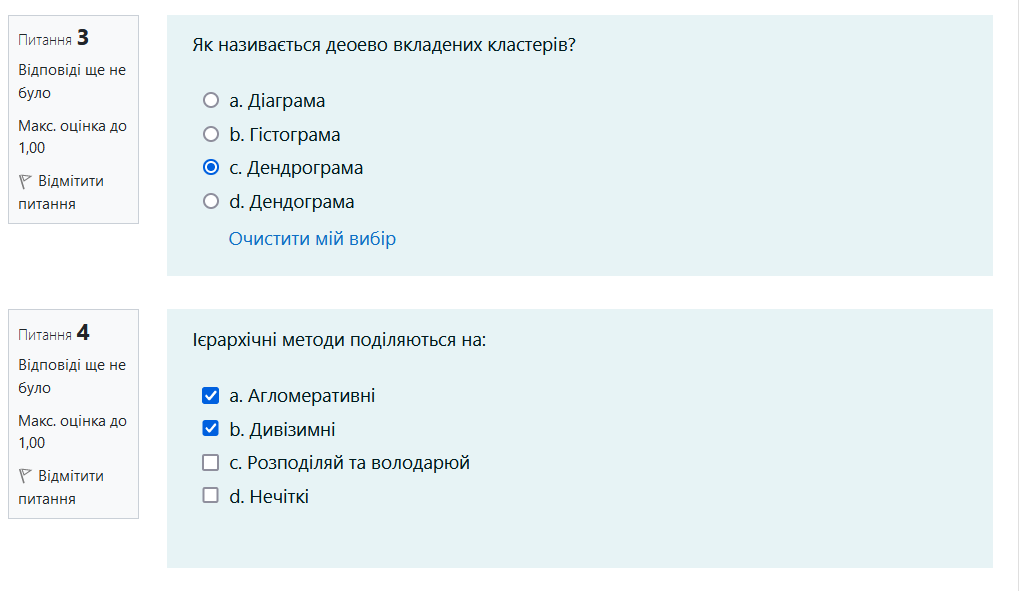 Питання 3
Відповіді ще не
було
Макс. оцінка до
1,00
Відмітити
питання
Як називається деоево вкладених кластерів?
a. Діаграма
b. Гістограма
c. Дендрограма
d. Дендограма
Очистити мій вибір
Питання 4
Відповіді ще не
було
Макс. оцінка до
1,00
Відмітити
питання
Ієрархічні методи поділяються на:
a. Агломеративні
b. Дивізимні
c. Розподіляй та володарюй
d. Нечіткі